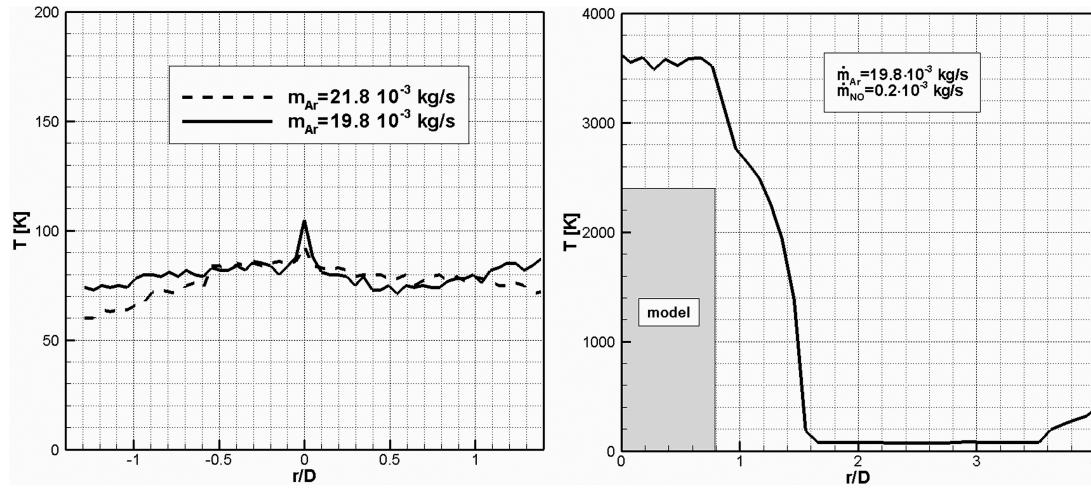 200
150
100
50
0
T [K]
m_Ar=21.8 10^-3 kg/s
m_Ar=19.8 10^-3 kg/s
-1
-0.5
0
0.5
1
r/D
4000
3000
2000
1000
0
T [K]
ṁ_Ar=19.8·10^-3 kg/s
ṁ_NO=0.2·10^-3 kg/s
model
0
1
2
3
r/D